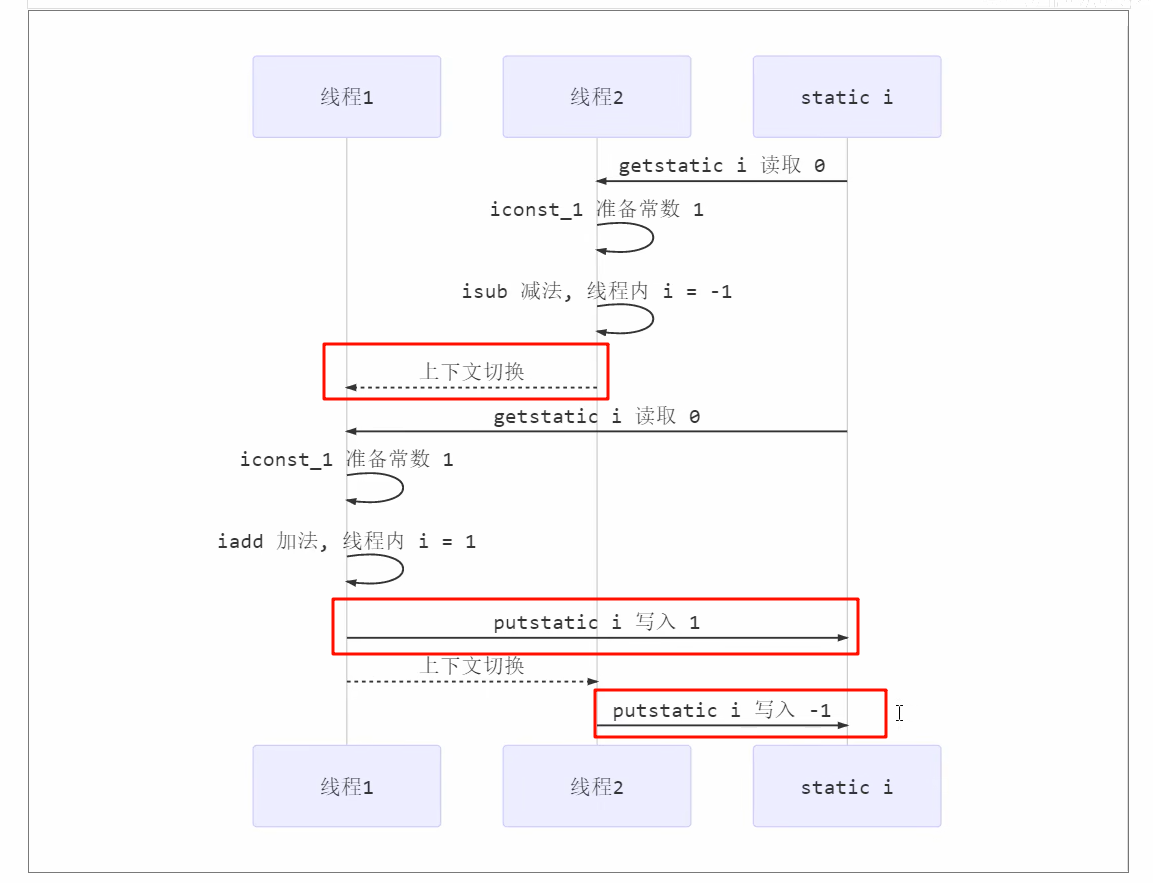 线程1
线程2
static i
getstatic i 读取 0
iconst_1 准备常数 1
isub 减法, 线程内 i = -1
上下文切换
getstatic i 读取 0
iconst_1 准备常数 1
iadd 加法, 线程内 i = 1
putstatic i 写入 1
上下文切换
putstatic i 写入 -1
线程1
线程2
static i